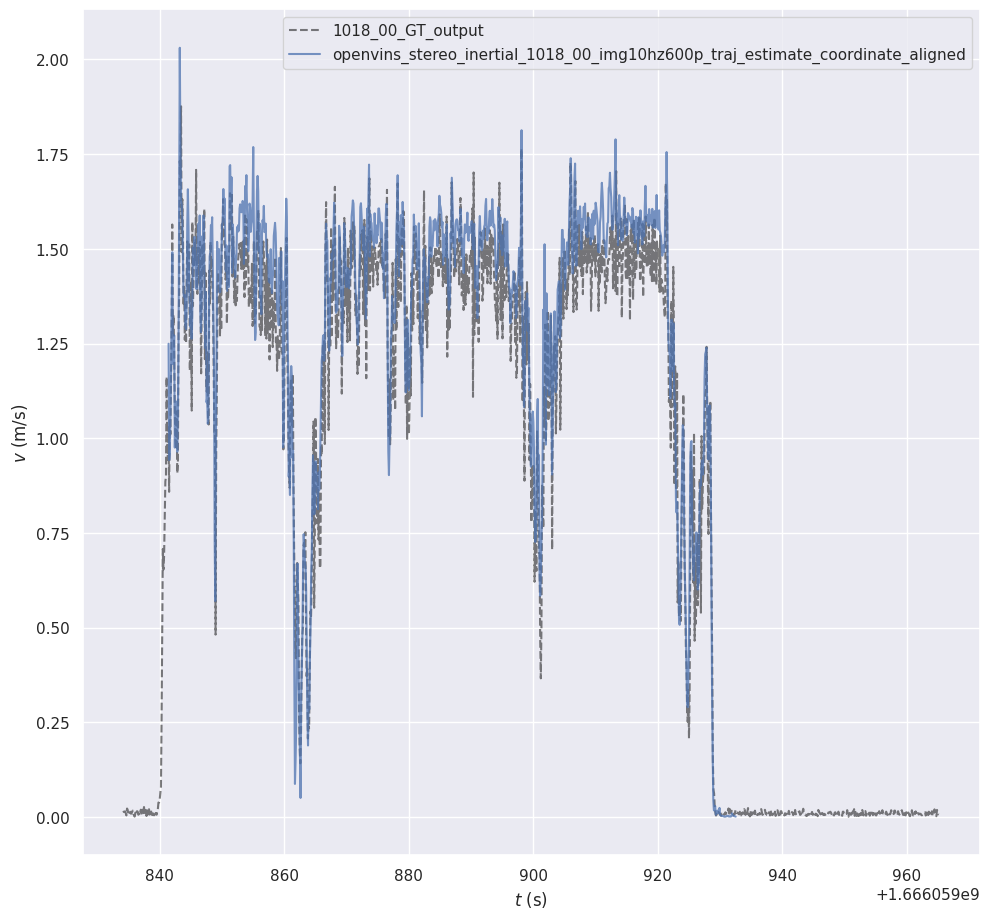 1018_00_GT_output
openvins_stereo_inertial_1018_00_img10hz600p_traj_estimate_coordinate_aligned
2.00
1.75
1.50
1.25
1.00
0.75
0.50
0.25
0.00
v (m/s)
840 860 880 900 920 940 960
+1.666059e9
t (s)